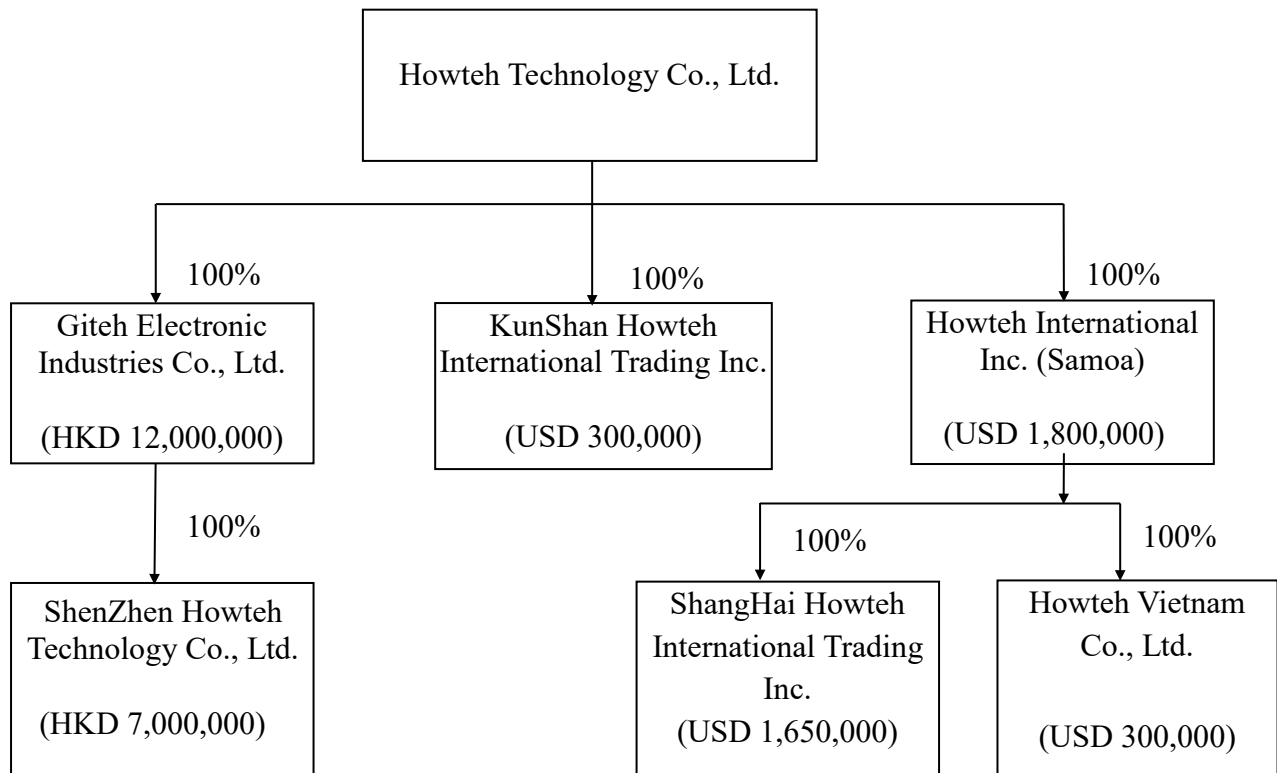 Howteh Technology Co., Ltd.
100%
100%
100%
Giteh Electronic
Industries Co., Ltd.
(HKD 12,000,000)
KunShan Howteh
International Trading Inc.
(USD 300,000)
Howteh International
Inc. (Samoa)
(USD 1,800,000)
100%
100%
100%
ShenZhen Howteh
Technology Co., Ltd.
(HKD 7,000,000)
ShangHai Howteh
International Trading
Inc.
(USD 1,650,000)
Howteh Vietnam
Co., Ltd.
(USD 300,000)